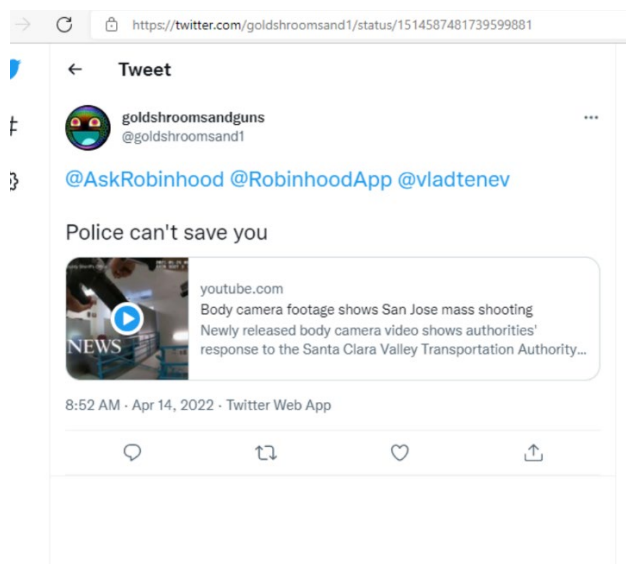 https://twitter.com/goldshroomsand1/status/1514587481739599881
Tweet
goldshroomsandguns
@goldshroomsand1
@AskRobinhood @RobinhoodApp @vladtenev
Police can't save you
youtube.com
Body camera footage shows San Jose mass shooting
Newly released body camera video shows authorities'
response to the Santa Clara Valley Transportation Authority...
NEWS
8:52 AM · Apr 14, 2022 · Twitter Web App